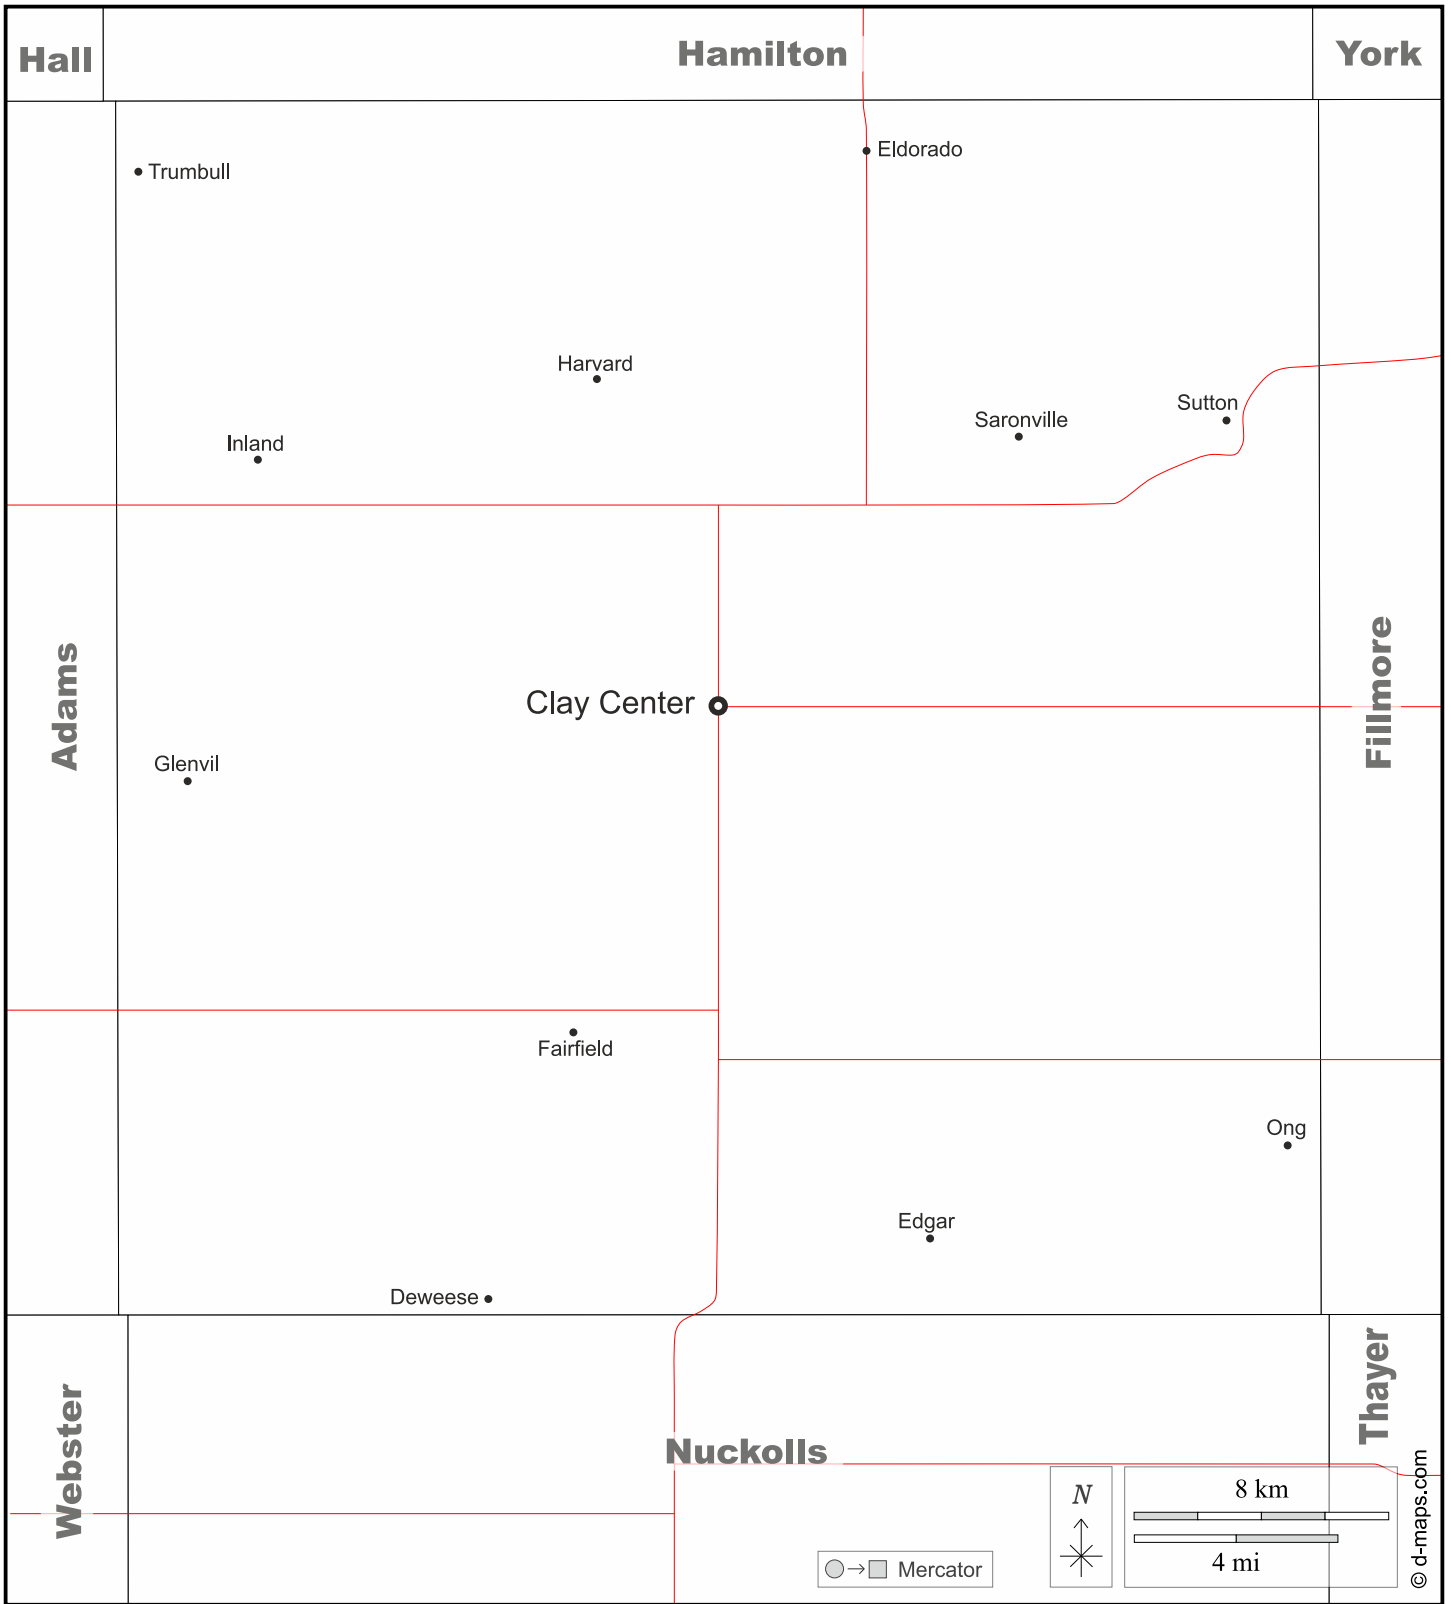 Hall
Hamilton
York
Eldorado
Trumbull
Harvard
Sutton
Saronville
Inland
Adams
Fillmore
Clay Center
Glenvil
Fairfield
Ong
Edgar
Deweese
Webster
Thayer
Nuckolls
N
8 km
4 mi
Mercator
© d-maps.com